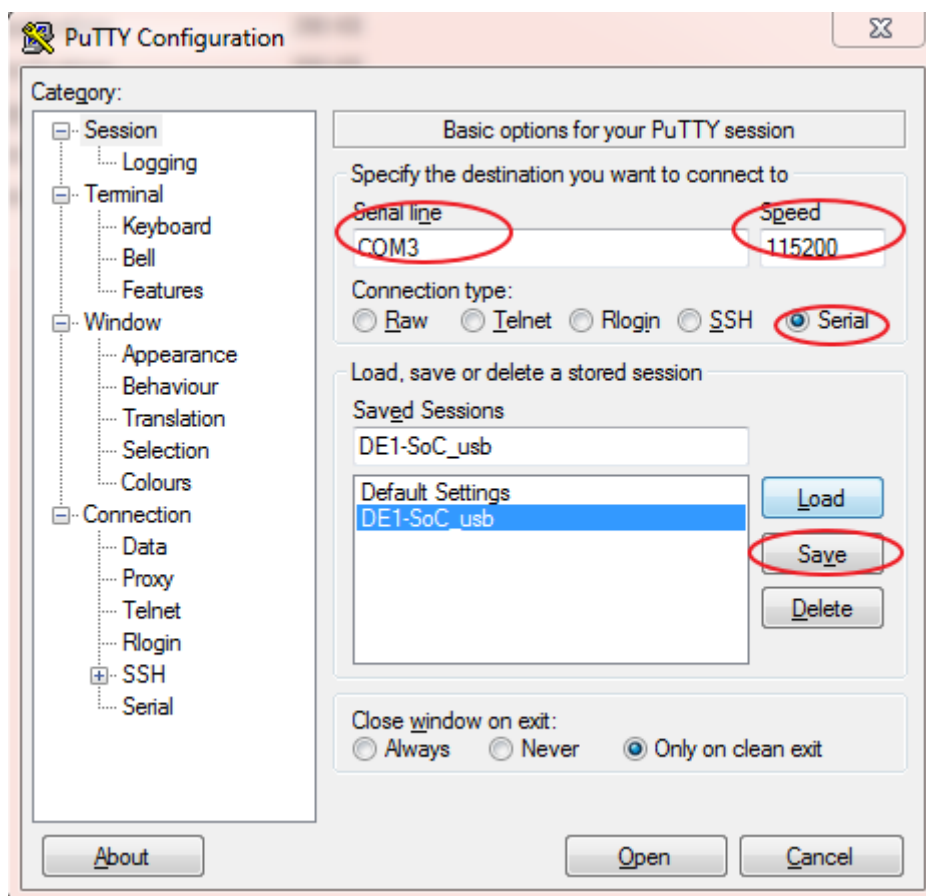 PuTTY Configuration
Category:
Session
Logging
Terminal
Keyboard
Bell
Features
Window
Appearance
Behaviour
Translation
Selection
Colours
Connection
Data
Proxy
Telnet
Rlogin
SSH
Serial
Basic options for your PuTTY session
Specify the destination you want to connect to
Serial line Speed
COM3 115200
Connection type:
Raw Telnet Rlogin SSH Serial
Load, save or delete a stored session
Saved Sessions
DE1-SoC_usb
Default Settings
DE1-SoC_usb
Load
Save
Delete
Close window on exit:
Always Never Only on clean exit
About Open Cancel